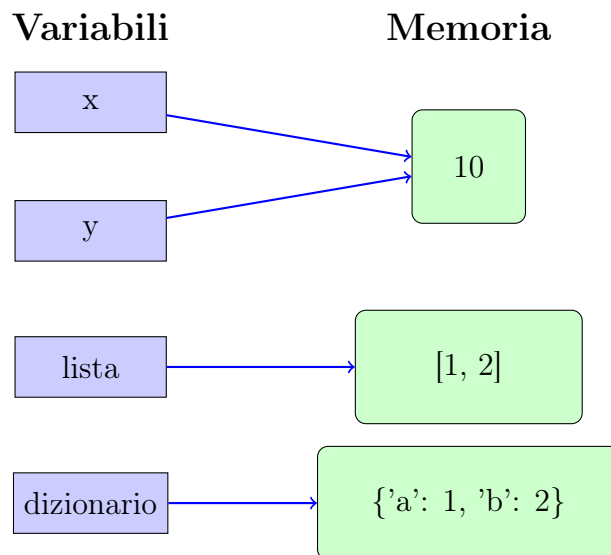 Variabili Memoria
x
10
y
lista [1, 2]
dizionario {'a': 1, 'b': 2}